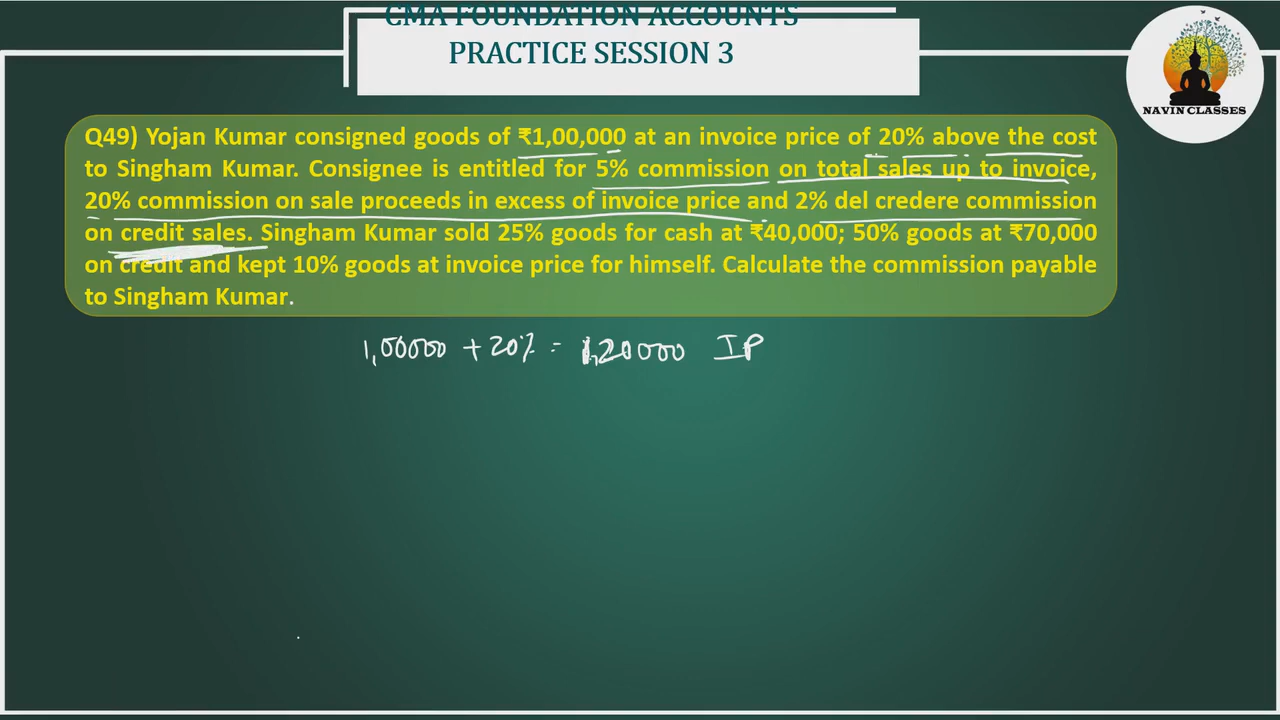 CMA FOUNDATION ACCOUNTS
PRACTICE SESSION 3
NAVIN CLASSES
Q49) Yojan Kumar consigned goods of ₹1,00,000 at an invoice price of 20% above the cost
to Singham Kumar. Consignee is entitled for 5% commission on total sales up to invoice,
20% commission on sale proceeds in excess of invoice price and 2% del credere commission
on credit sales. Singham Kumar sold 25% goods for cash at ₹40,000; 50% goods at ₹70,000
on credit and kept 10% goods at invoice price for himself. Calculate the commission payable
to Singham Kumar.
1,00000 + 20% = 1,20000 IP